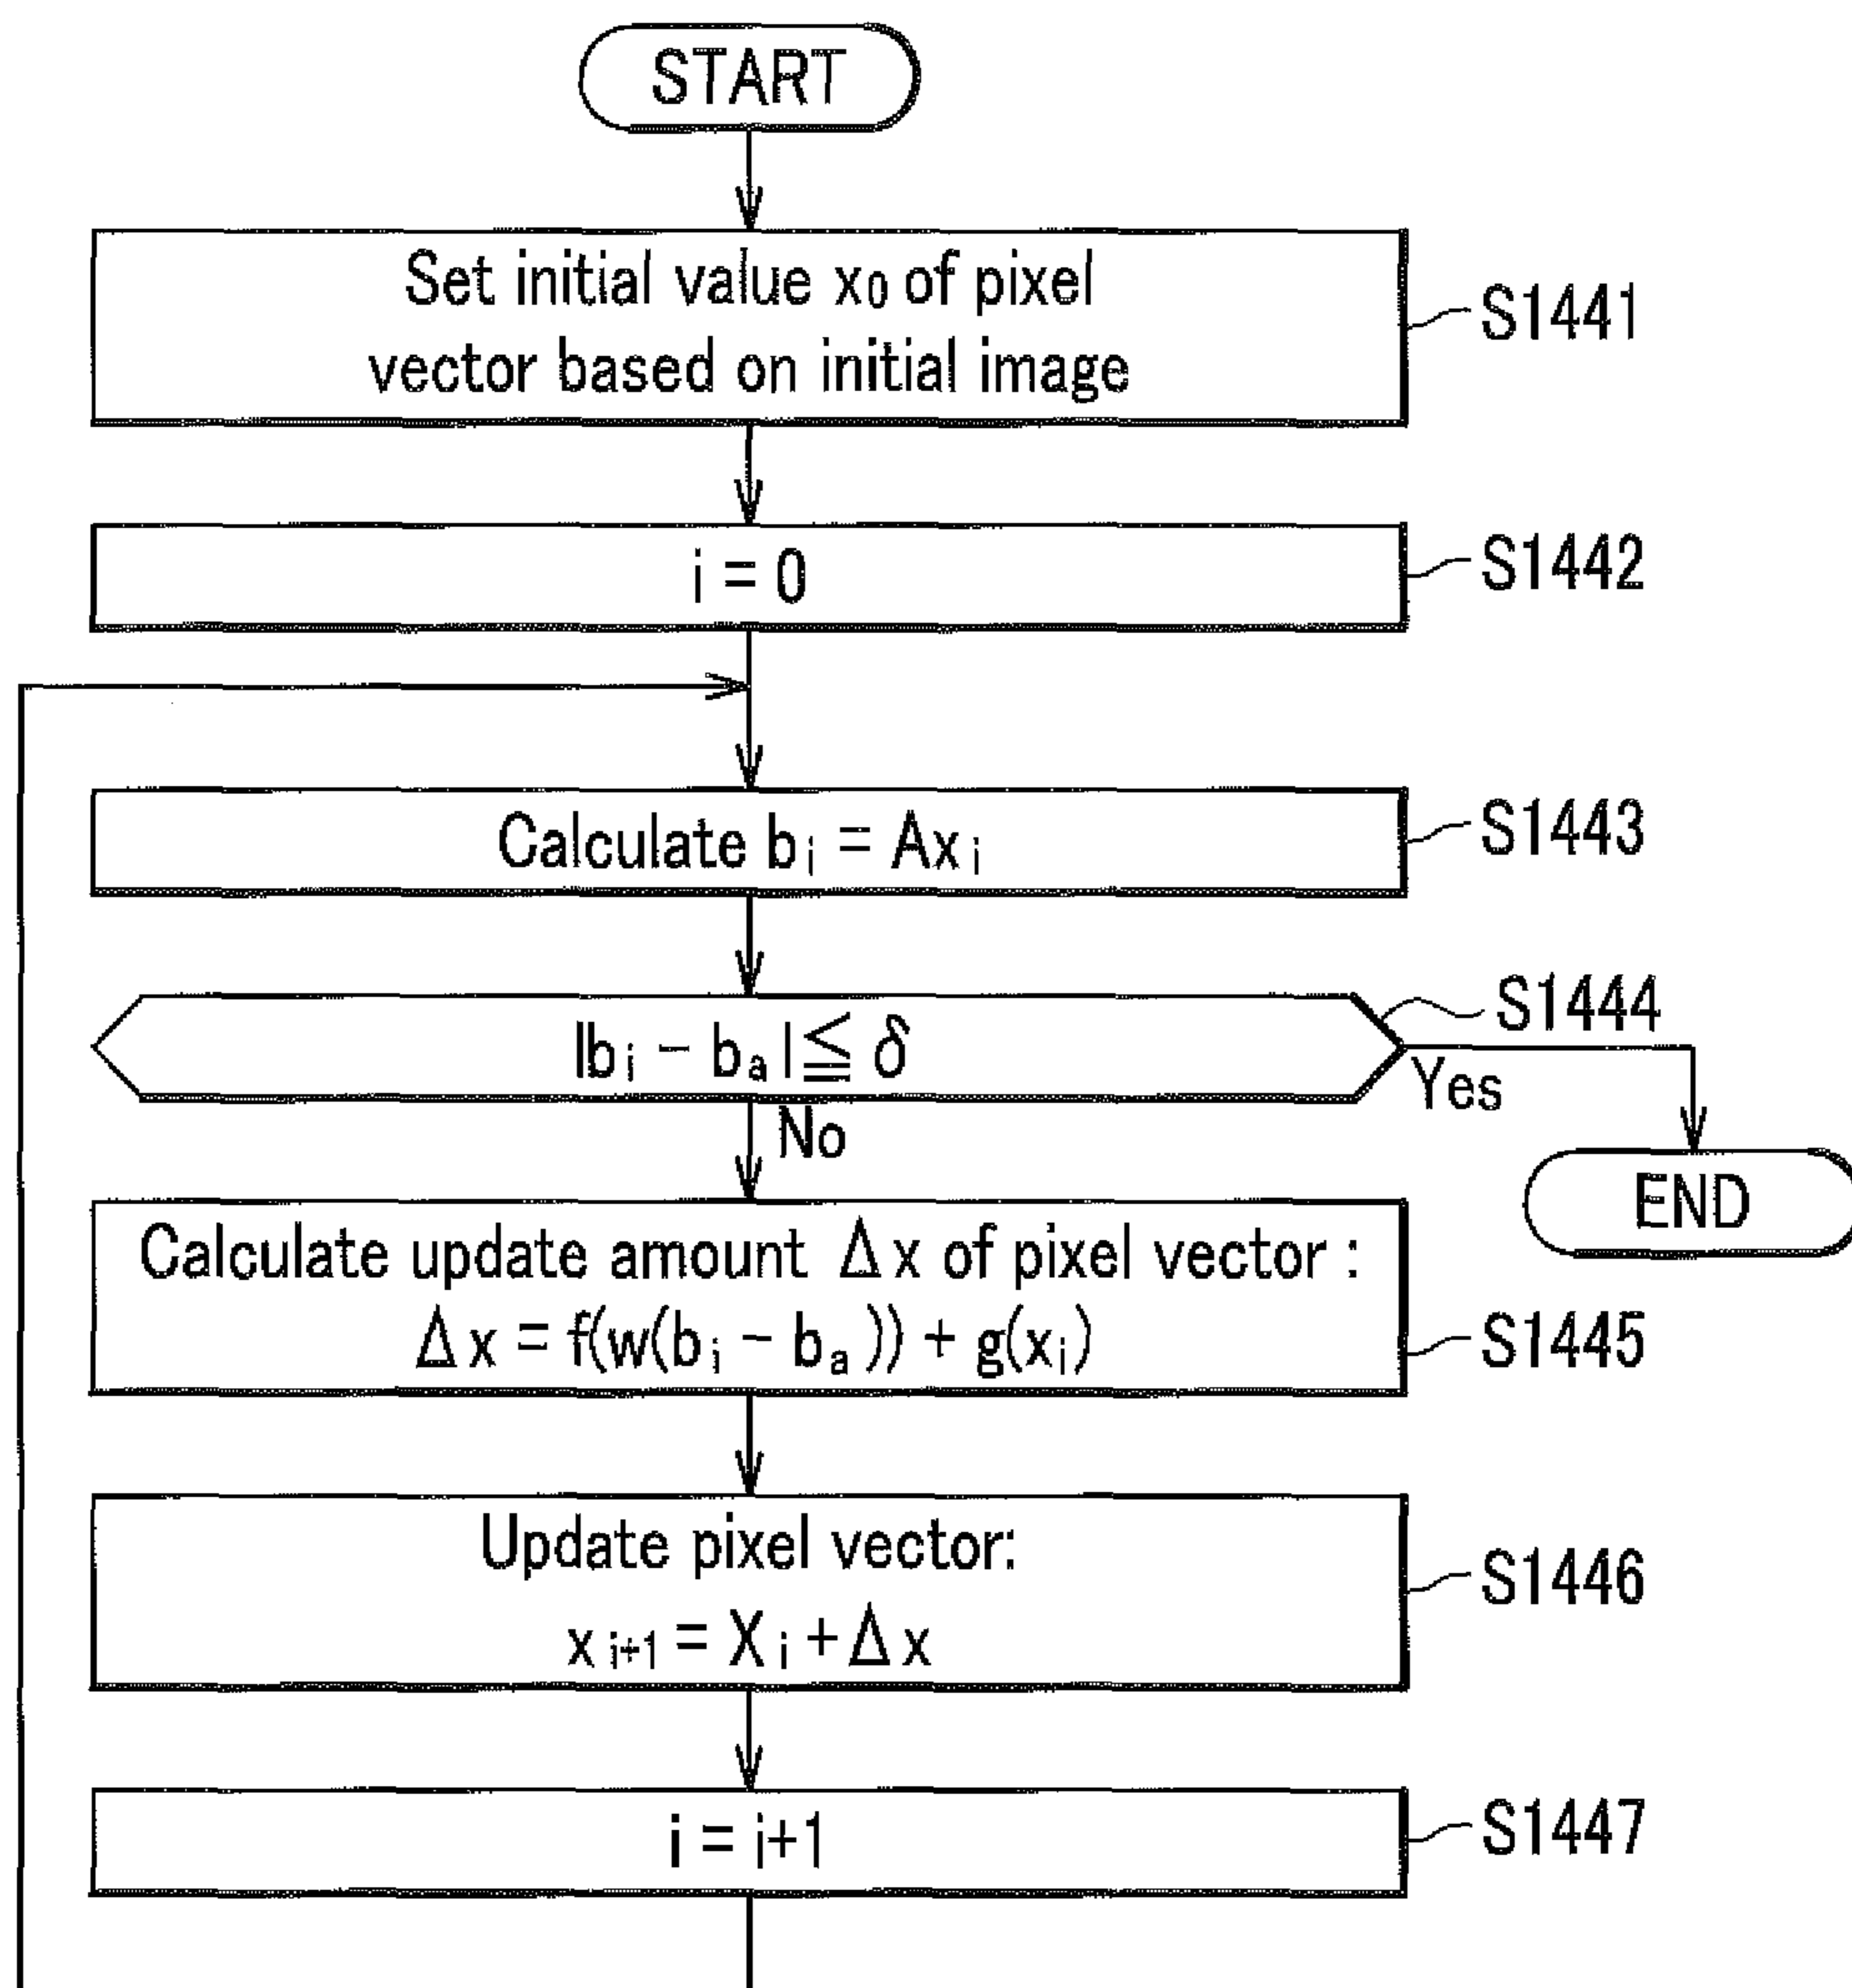 START
Set initial value x₀ of pixel
vector based on initial image
S1441
i = 0
S1442
Calculate bᵢ = Axᵢ
S1443
|bᵢ - bₐ| ≦ δ
S1444
Yes
No
END
Calculate update amount Δx of pixel vector :
Δx = f(w(bᵢ - bₐ)) + g(xᵢ)
S1445
Update pixel vector:
xᵢ₊₁ = Xᵢ + Δx
S1446
i = i+1
S1447